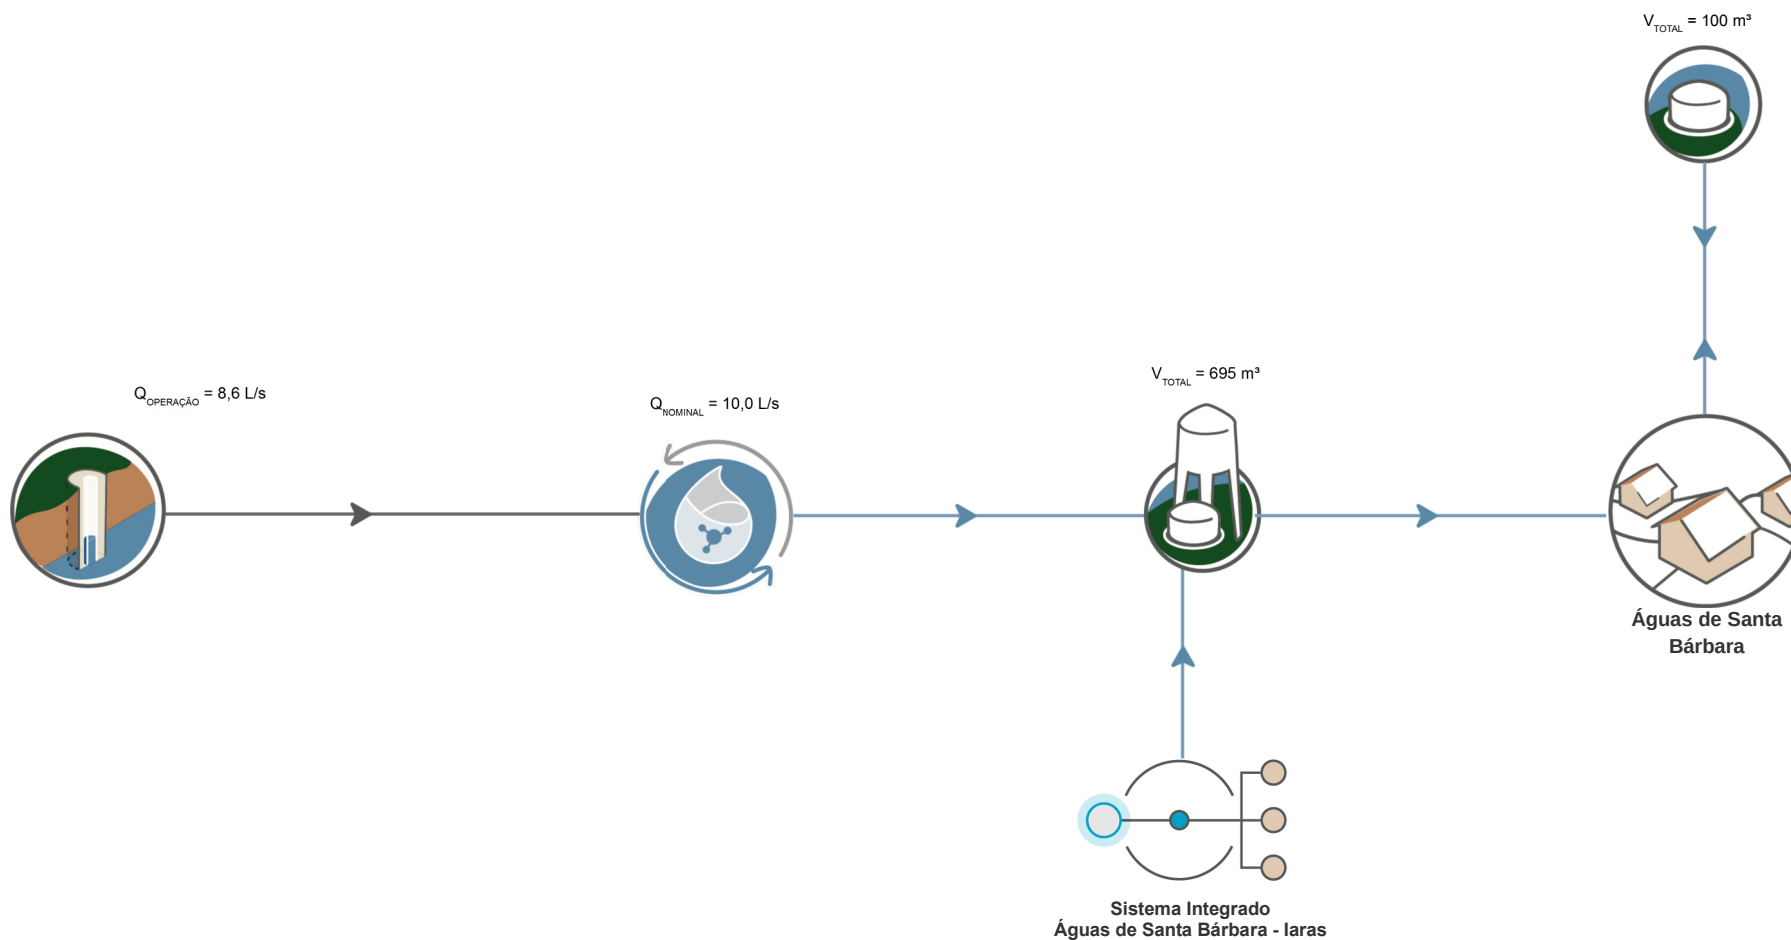 V_TOTAL = 100 m³
V_TOTAL = 695 m³
Q_OPERAÇÃO = 8,6 L/s
Q_NOMINAL = 10,0 L/s
Águas de Santa
Bárbara
Sistema Integrado
Águas de Santa Bárbara - Iaras